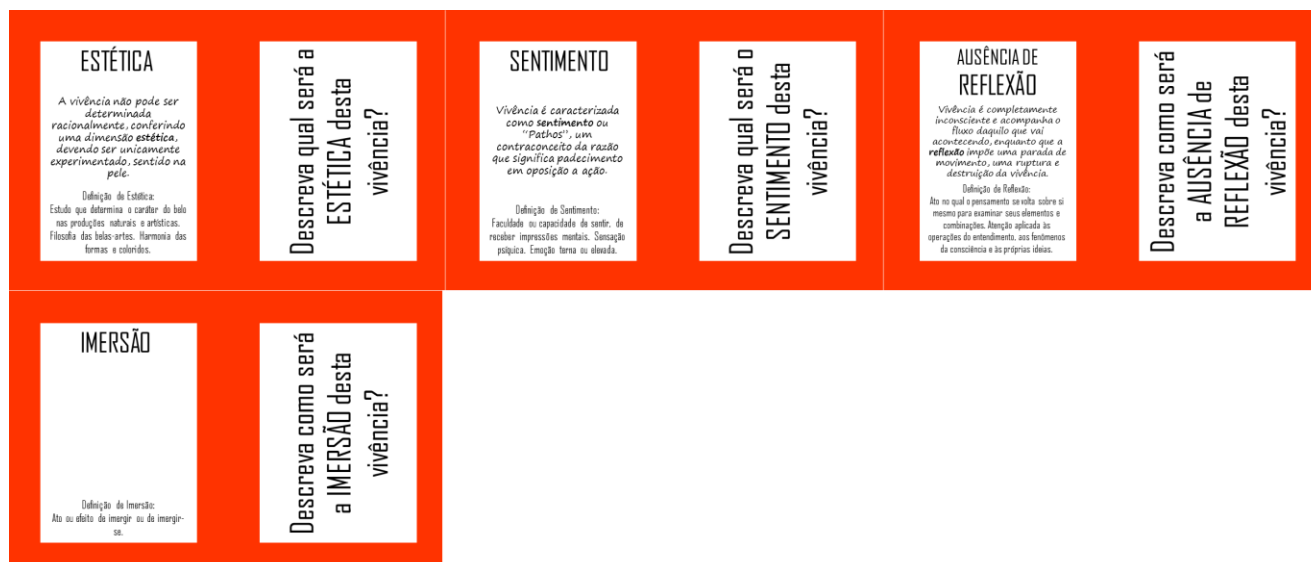 ESTÉTICA
A vivência não pode ser
determinada
racionalmente, conferindo
uma dimensão estética,
devendo ser unicamente
experimentado, sentido na
pele.
Definição de Estética:
Estudo que determina o caráter do belo
nas produções naturais e artísticas.
Filosofia das belas-artes. Harmonia das
formas e coloridos.
Descreva qual será a
ESTÉTICA desta
vivência?
SENTIMENTO
Vivência é caracterizada
como sentimento ou
"Pathos", um
contraconceito da razão
que significa padecimento
em oposição a ação.
Definição de Sentimento:
Faculdade ou capacidade de sentir, de
receber impressões mentais. Sensação
psíquica. Emoção terna ou elevada.
Descreva qual será o
SENTIMENTO desta
vivência?
AUSÊNCIA DE
REFLEXÃO
Vivência é completamente
inconsciente e acompanha o
fluxo daquilo que vai
acontecendo, enquanto que a
reflexão impõe uma parada de
movimento, uma ruptura e
destruição da vivência.
Definição de Reflexão:
Ato no qual o pensamento se volta sobre si
mesmo para examinar seus elementos e
combinações. Atenção aplicada às
operações do entendimento, aos fenômenos
da consciência e às próprias ideias.
Descreva como será
a AUSÊNCIA de
REFLEXÃO desta
vivência?
IMERSÃO
Definição de Imersão:
Ato ou efeito de imergir ou de imergir-
se.
Descreva como será
a IMERSÃO desta
vivência?